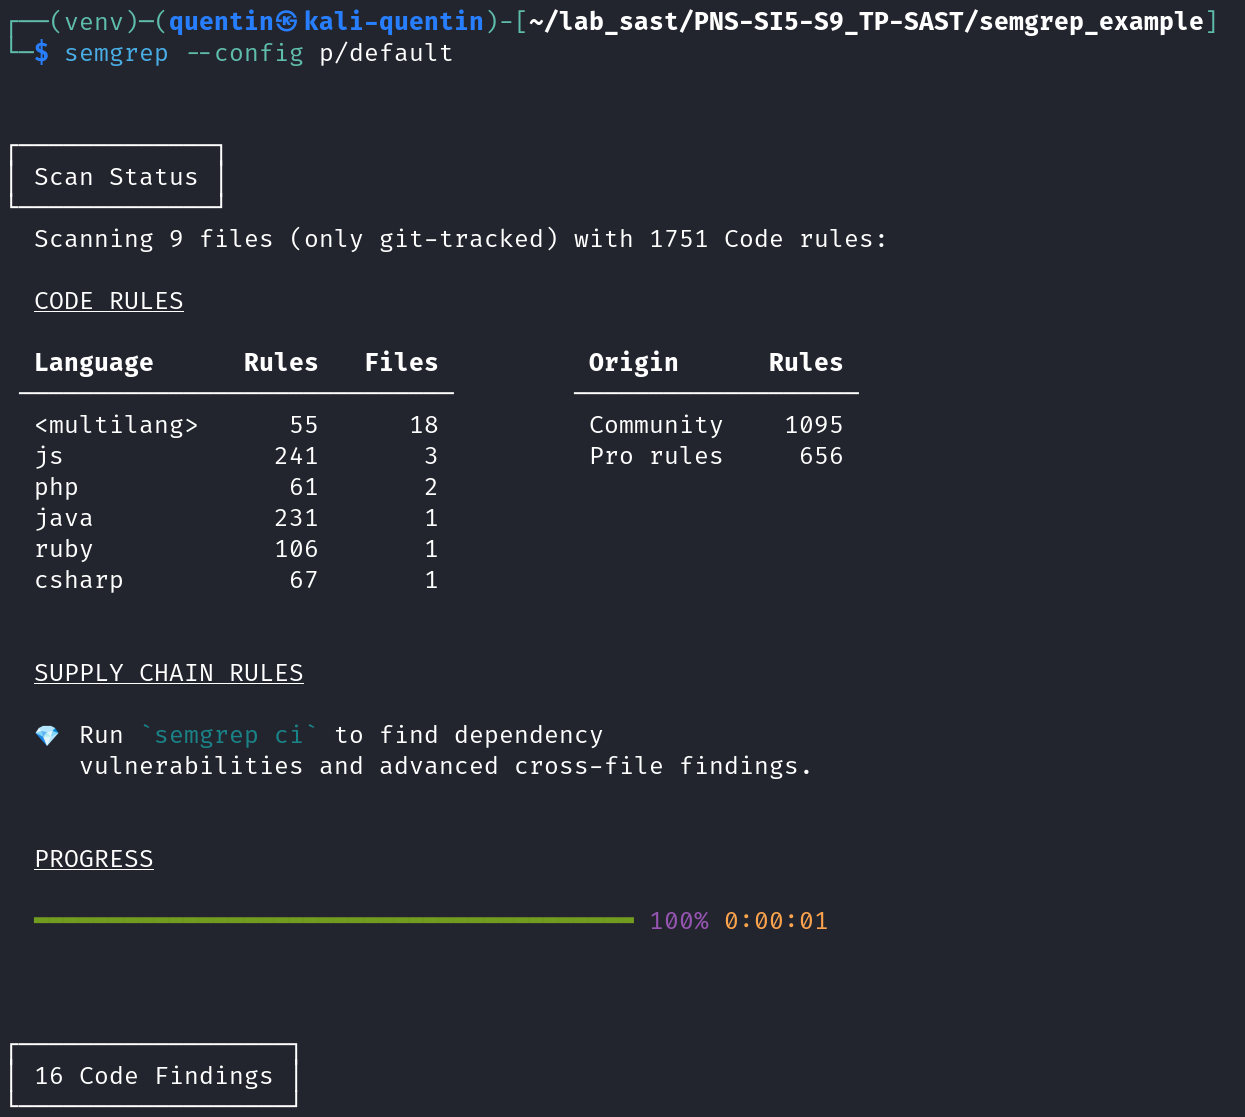 (venv)-(quentin㉿kali-quentin)-[~/lab_sast/PNS-SI5-S9_TP-SAST/semgrep_example]
$ semgrep --config p/default
Scan Status
Scanning 9 files (only git-tracked) with 1751 Code rules:
CODE RULES
Language Rules Files Origin Rules
<multilang> 55 18 Community 1095
js 241 3 Pro rules 656
php 61 2
java 231 1
ruby 106 1
csharp 67 1
SUPPLY CHAIN RULES
💎 Run `semgrep ci` to find dependency
vulnerabilities and advanced cross-file findings.
PROGRESS
100% 0:00:01
16 Code Findings